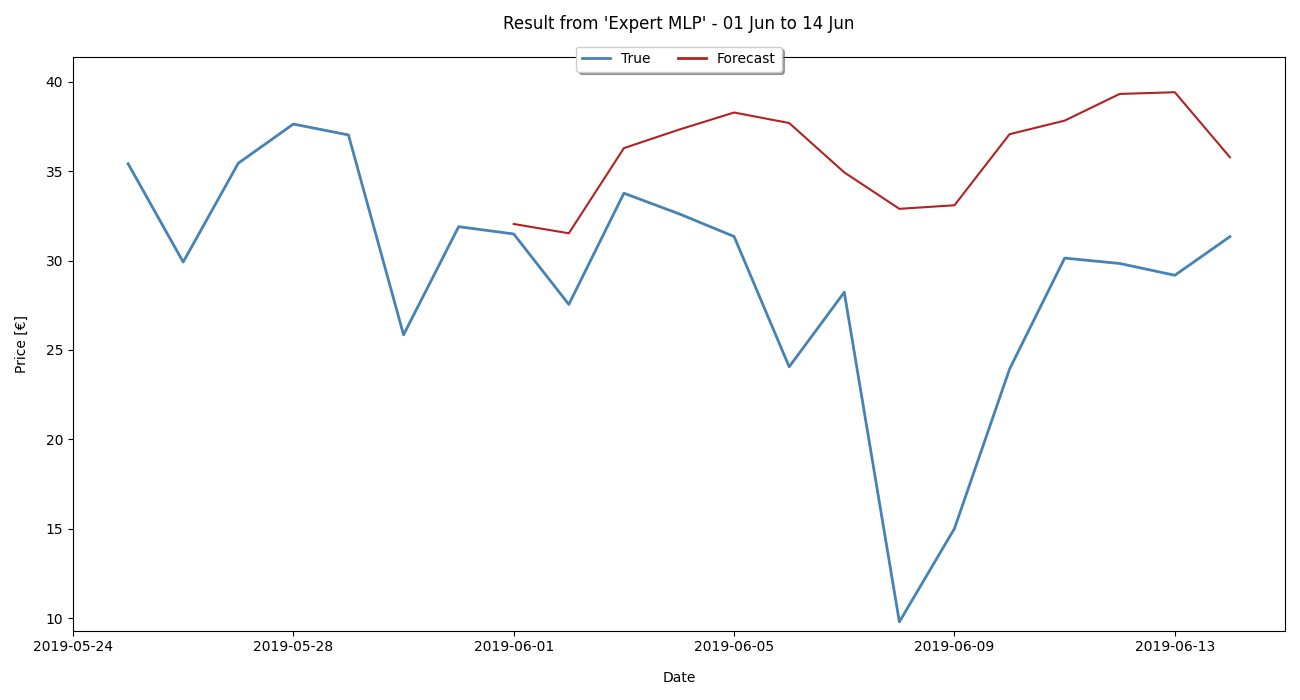 Result from 'Expert MLP' - 01 Jun to 14 Jun
True Forecast
40
35
30
25
20
15
10
Price [€]
2019-05-24 2019-05-28 2019-06-01 2019-06-05 2019-06-09 2019-06-13
Date